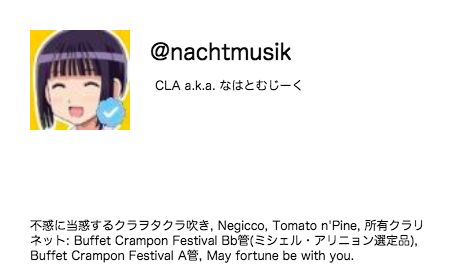 @nachtmusik
CLA a.k.a. なはとむじーく
不惑に当惑するクラヲタクラ吹き, Negicco, Tomato n'Pine, 所有クラリ
ネット: Buffet Crampon Festival Bb管(ミシェル・アリニョン選定品),
Buffet Crampon Festival A管, May fortune be with you.